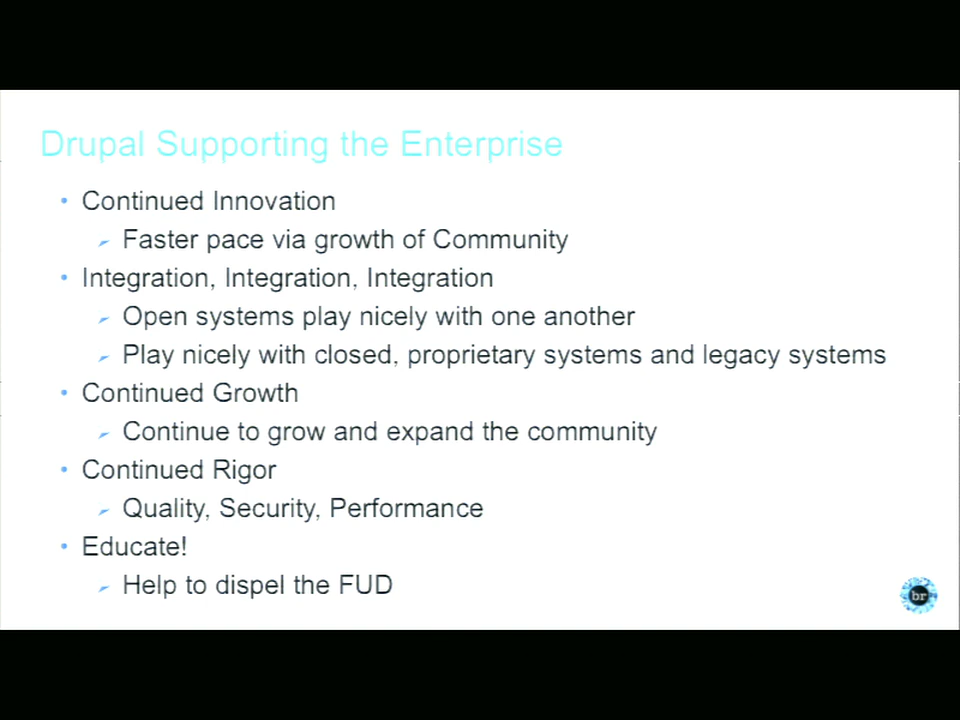 Drupal Supporting the Enterprise
• Continued Innovation
Faster pace via growth of Community
• Integration, Integration, Integration
Open systems play nicely with one another
Play nicely with closed, proprietary systems and legacy systems
• Continued Growth
Continue to grow and expand the community
• Continued Rigor
Quality, Security, Performance
• Educate!
Help to dispel the FUD
br